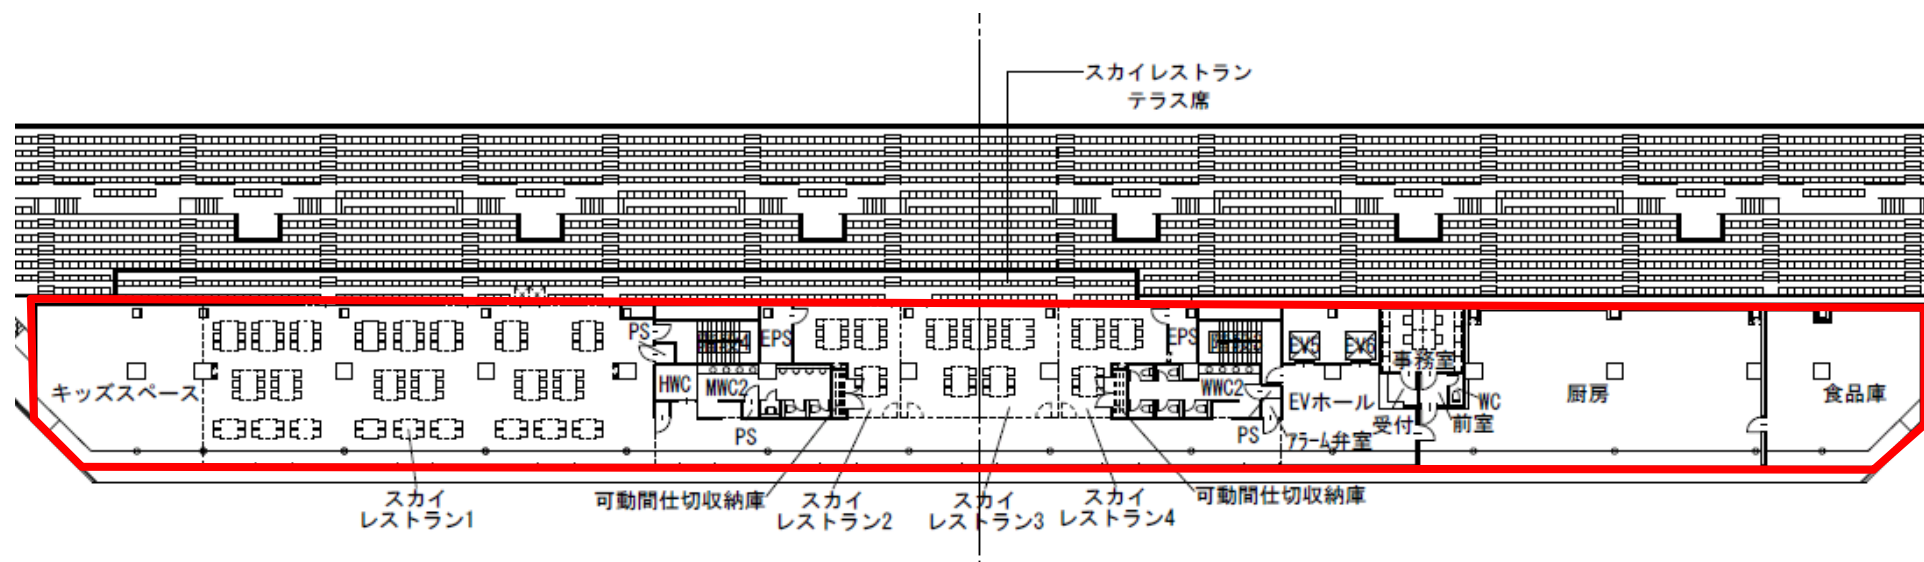 スカイレストラン
テラス席
PS
EPS
EPS
EV5
EV6
事務室
キッズスペース
HWC
MWC2
WWC2
EVホール
WC
厨房
食品庫
受付
前室
PS
PS
アラーム弁室
スカイ
レストラン1
可動間仕切収納庫
スカイ
レストラン2
スカイ
レストラン3
スカイ
レストラン4
可動間仕切収納庫